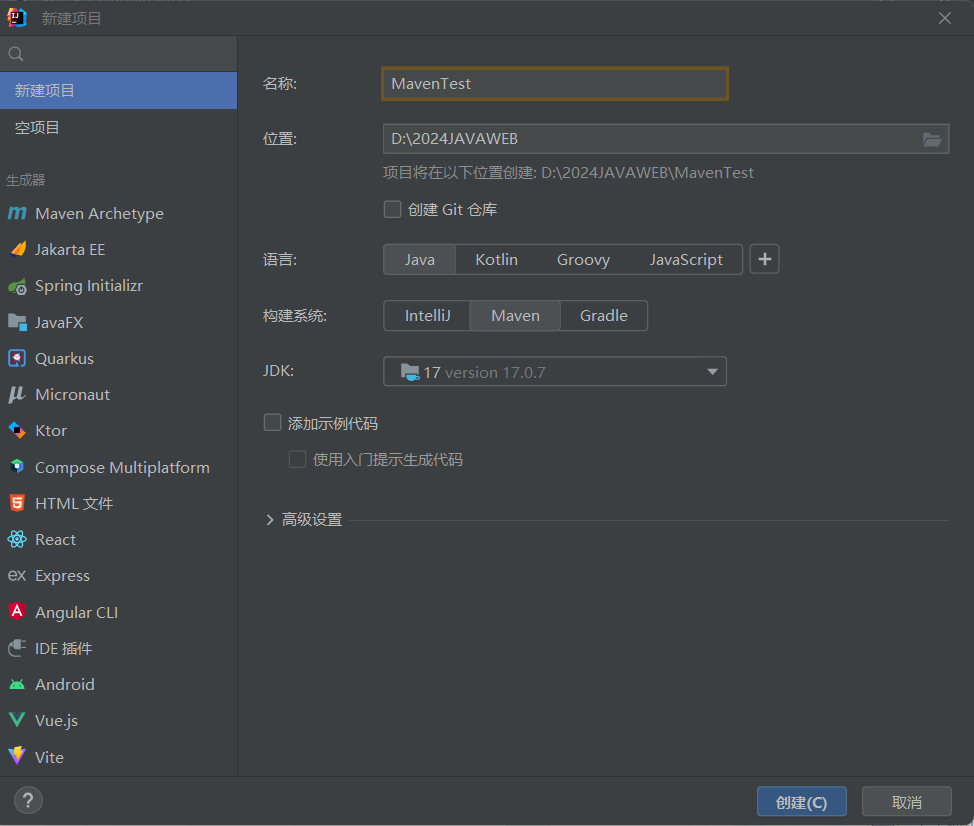 新建项目
新建项目
空项目
生成器
Maven Archetype
Jakarta EE
Spring Initializr
JavaFX
Quarkus
Micronaut
Ktor
Compose Multiplatform
HTML 文件
React
Express
Angular CLI
IDE 插件
Android
Vue.js
Vite
名称: MavenTest
位置: D:\2024JAVAWEB
项目将在以下位置创建: D:\2024JAVAWEB\MavenTest
创建 Git 仓库
语言: Java Kotlin Groovy JavaScript +
构建系统: IntelliJ Maven Gradle
JDK: 17 version 17.0.7
添加示例代码
使用入门提示生成代码
高级设置
? 创建(C) 取消